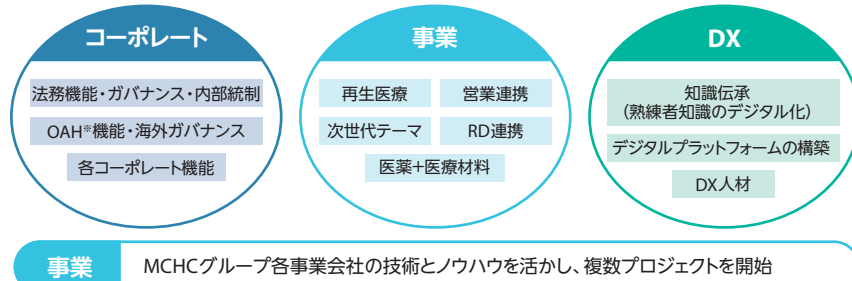 コーポレート
法務機能・ガバナンス・内部統制
OAH※機能・海外ガバナンス
各コーポレート機能
事業
再生医療 営業連携
次世代テーマ RD連携
医薬+医療材料
DX
知識伝承
(熟練者知識のデジタル化)
デジタルプラットフォームの構築
DX人材
事業 MCHCグループ各事業会社の技術とノウハウを活かし、複数プロジェクトを開始